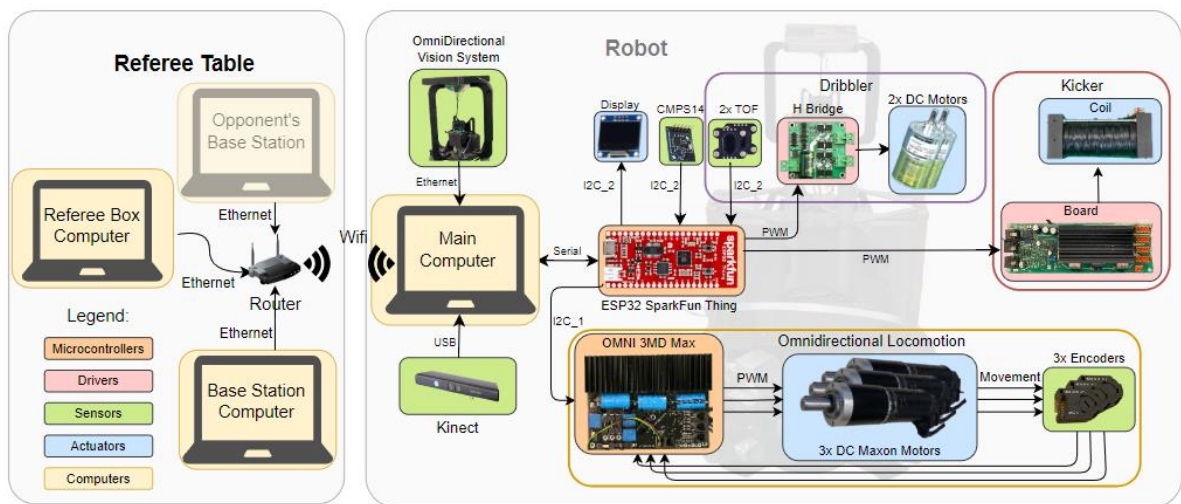 Referee Table
Opponent's
Base Station
Ethernet
Referee Box
Computer
Ethernet
Router
Wifi
Ethernet
Base Station
Computer
Legend:
Microcontrollers
Drivers
Sensors
Actuators
Computers
Robot
OmniDirectional
Vision System
Ethernet
Main
Computer
Serial
USB
Kinect
Display
CMPS14
2x TOF
I2C_2
I2C_2
I2C_2
Dribbler
H Bridge
2x DC Motors
PWM
sparkfun
ESP32 SparkFun Thing
PWM
Kicker
Coil
Board
I2C_1
OMNI 3MD Max
PWM
Omnidirectional Locomotion
3x DC Maxon Motors
Movement
3x Encoders